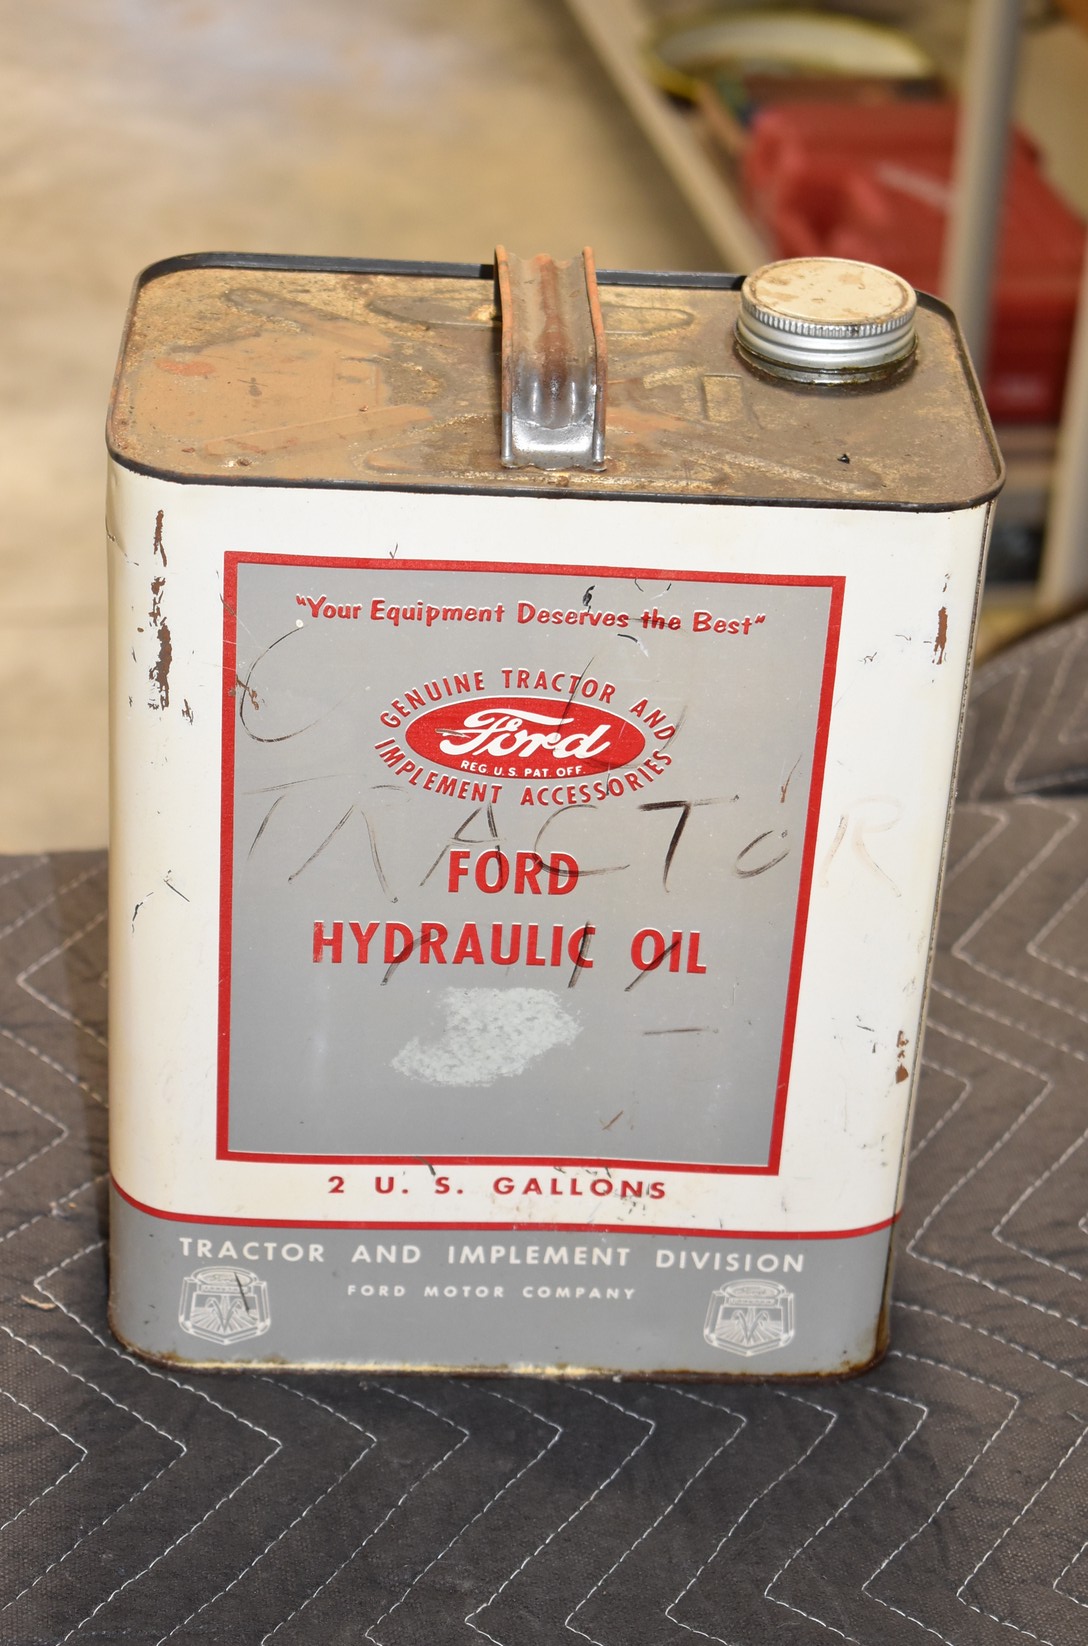 "Your Equipment Deserves the Best"
GENUINE TRACTOR AND
Ford
REG. U.S. PAT. OFF.
IMPLEMENT ACCESSORIES
TRACTOR
FORD
HYDRAULIC OIL
2 U. S. GALLONS
TRACTOR AND IMPLEMENT DIVISION
FORD MOTOR COMPANY